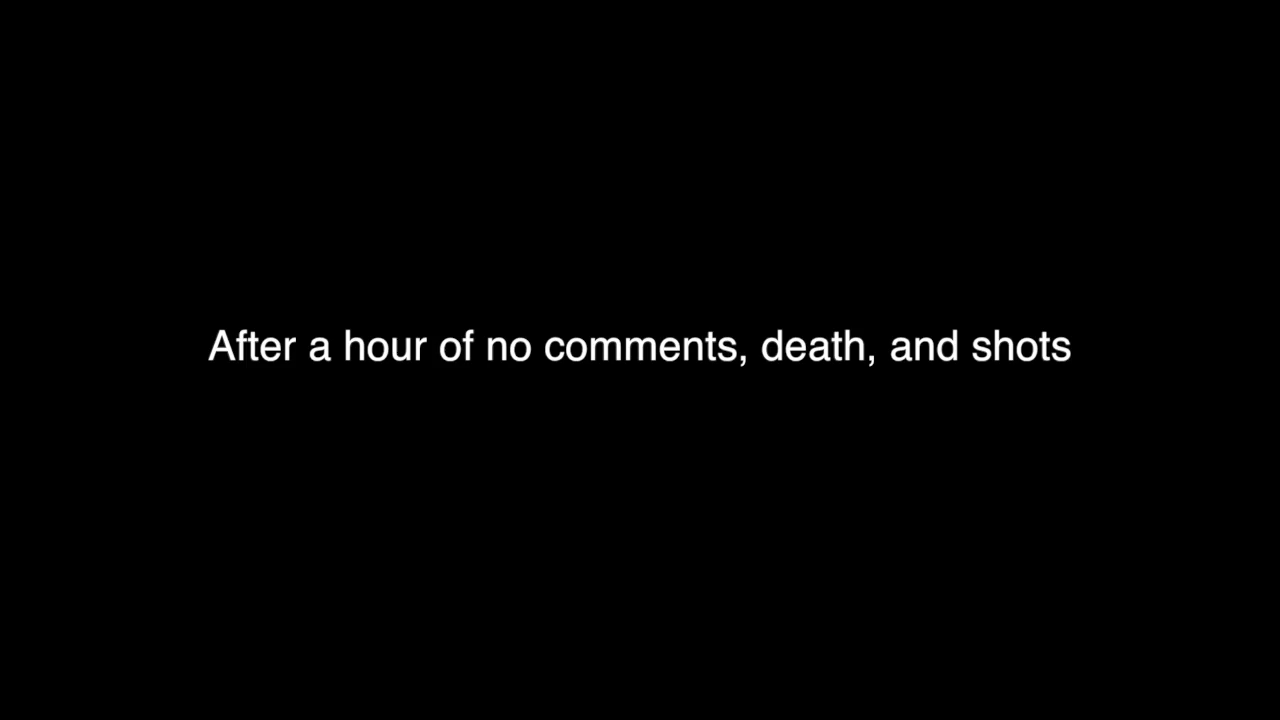 After a hour of no comments, death, and shots